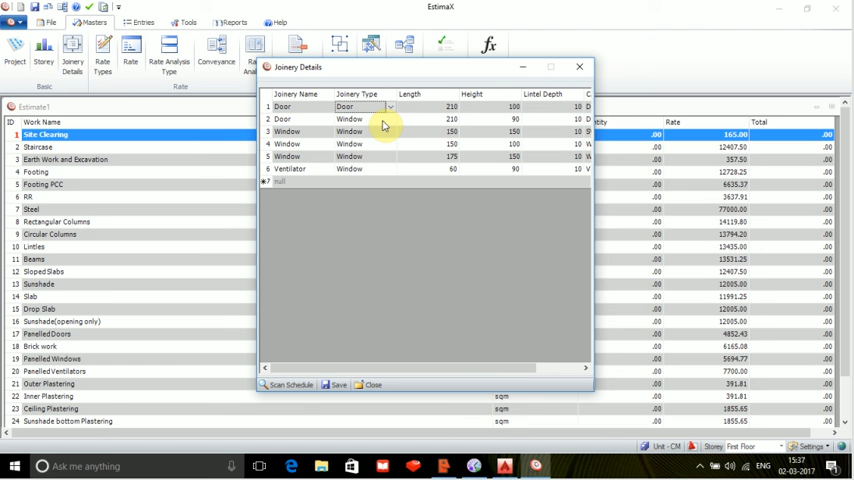 EstimaX
File Masters Entries Tools Reports Help
Project Story Joinery Details Rity Types Rate Rate Analysis Type Conveyance
Basic Rate
Joinery Details
Joinery Name Joinery Type Length Height Lintel Depth C
1 Door Door 210 100 10 D
2 Door Window 210 90 10 D
3 Window Window 150 150 10
4 Window Window 150 100 10 W
5 Window Window 175 150 10 W
6 Ventilator Window 60 90 10 V
7 null
Scan Schedule Save Close
Estimate1
ID Work Name Rate Total
1 Site Clearing .00 165.00 .00
2 Staircase .00 12407.50 .00
3 Earth Work and Excavation .00 357.50 .00
4 Footing .00 12728.25 .00
5 Footing PCC .00 6635.37 .00
6 RR .00 3637.91 .00
7 Steel .00 77000.00 .00
8 Rectangular Columns .00 14119.80 .00
9 Circular Columns .00 13794.20 .00
10 Lintles .00 13435.00 .00
11 Beams .00 13531.25 .00
12 Sloped Slabs .00 12407.50 .00
13 Sunshade .00 12005.00 .00
14 Slab .00 11991.25 .00
15 Drop Slab .00 12005.00 .00
16 Sunshade(opening only) .00 12005.00 .00
17 Panelled Doors .00 4852.43 .00
18 Brick work .00 6165.08 .00
19 Panelled Windows .00 5694.77 .00
20 Panelled Ventilators .00 7700.00 .00
21 Outer Plastering .00 391.81 .00
22 Inner Plastering sqm .00 391.81 .00
23 Ceiling Plastering sqm .00 1855.65 .00
24 Sunshade bottom Plastering sqm .00 1855.65 .00
Unit - CM Storey First Floor Settings
Ask me anything
ENG 15:37
02-03-2017